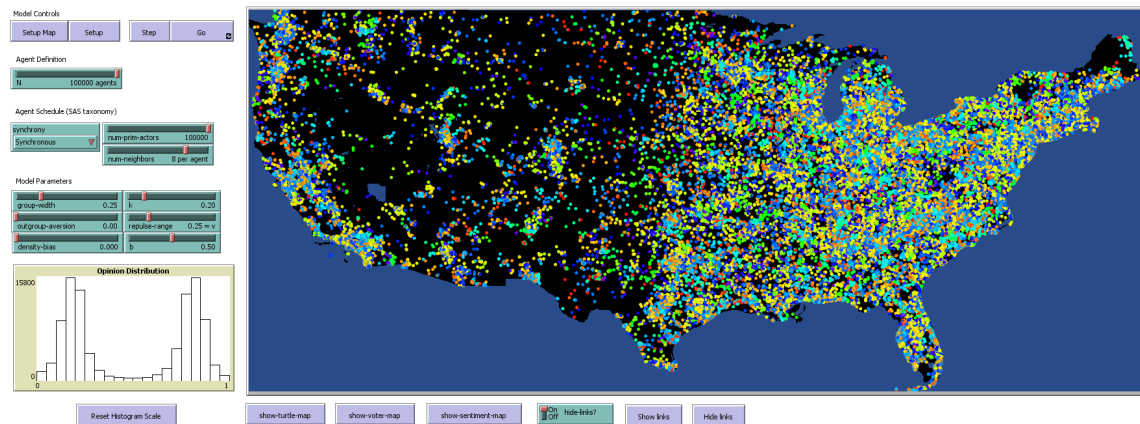 Model Controls
Setup Map
Setup
Step
Go
Agent Definition
N 100000 agents
Agent Schedule (SAS taxonomy)
synchrony
Synchronous
num-prim-actors 100000
num-neighbors 8 per agent
Model Parameters
group-width 0.25
k 0.20
outgroup-aversion 0.00
repulse-range 0.25 = v
density-bias 0.000
b 0.50
Opinion Distribution
15800
0
0 1
Reset Histogram Scale
show-turtle-map
show-voter-map
show-sentiment-map
On
Off
hide-links?
Show links
Hide links